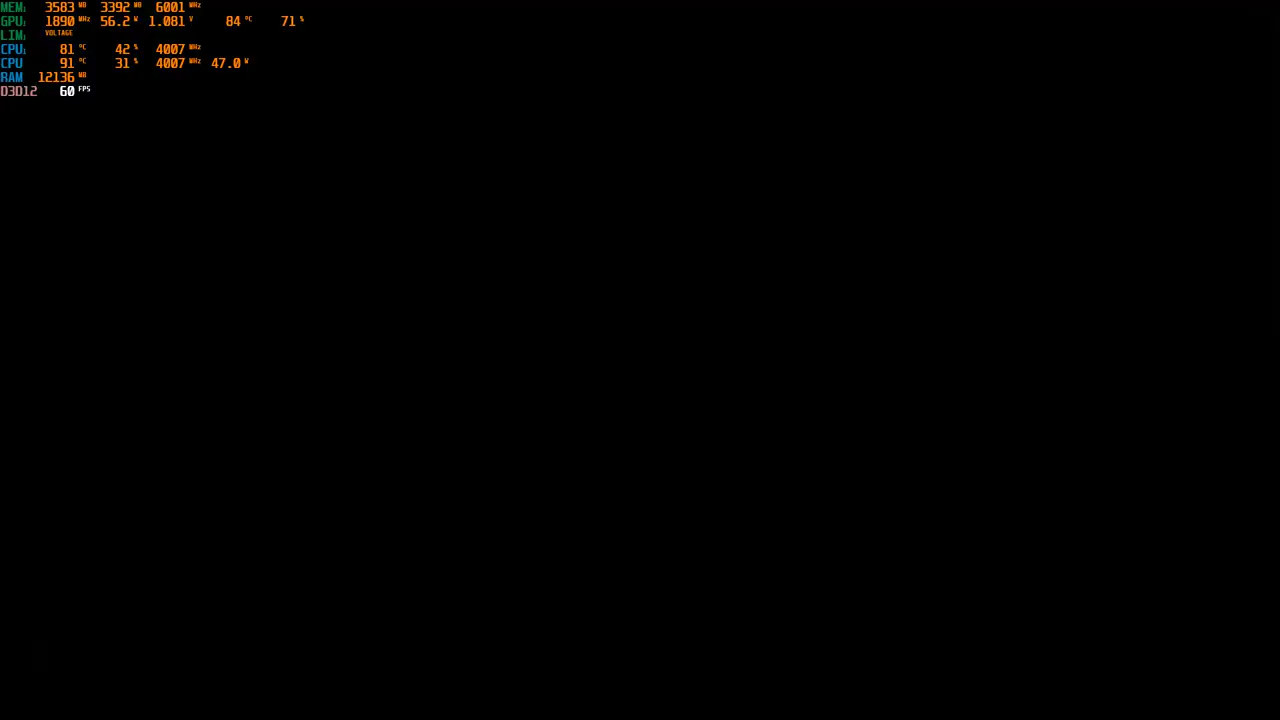 MEM1 3583 MB 3392 MB 6001 MHz
GPU1 1890 MHz 56.2 W 1.081 V 84 °C 71 %
LIM1 VOLTAGE
CPU1 81 °C 42 % 4007 MHz
CPU 91 °C 31 % 4007 MHz 47.0 W
RAM 12136 MB
D3D12 60 FPS